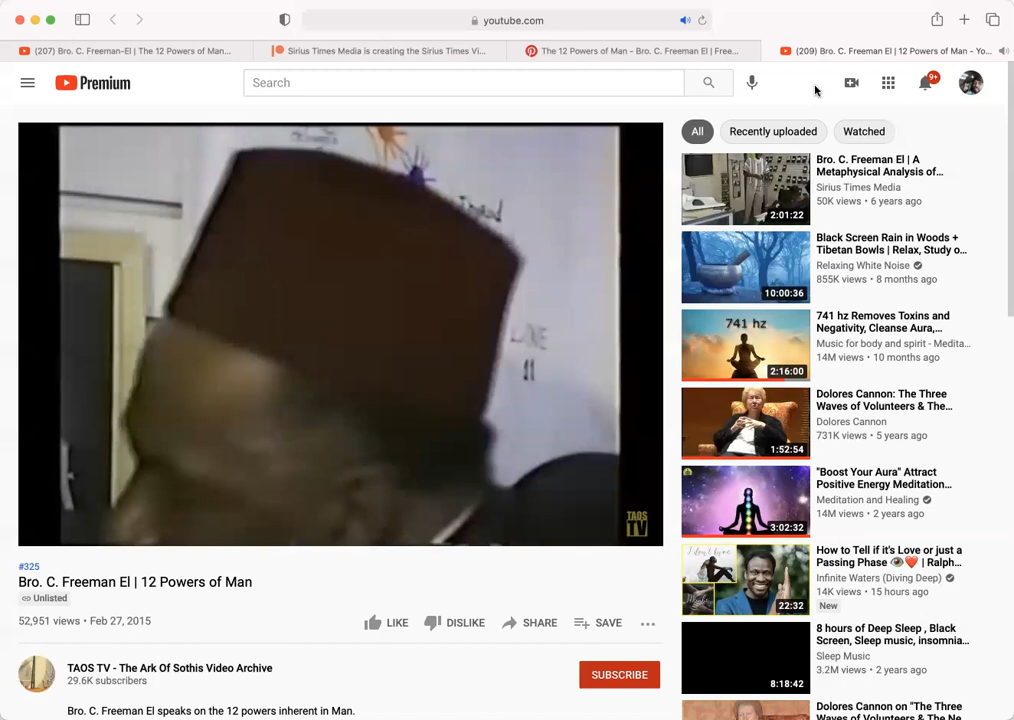 youtube.com
(207) Bro. C. Freeman-El | The 12 Powers of Man...
Sirius Times Media is creating the Sirius Times Vi...
The 12 Powers of Man - Bro. C. Freeman El | Free...
(209) Bro. C. Freeman El | 12 Powers of Man - Yo...
Premium
Search
9+
All
Recently uploaded
Watched
LOVE
TAOS
TV
#325
Bro. C. Freeman El | 12 Powers of Man
Unlisted
52,951 views • Feb 27, 2015
LIKE
DISLIKE
SHARE
SAVE
TAOS TV - The Ark Of Sothis Video Archive
29.6K subscribers
SUBSCRIBE
Bro. C. Freeman El speaks on the 12 powers inherent in Man.
Bro. C. Freeman El | A
Metaphysical Analysis of...
Sirius Times Media
50K views • 6 years ago
2:01:22
Black Screen Rain in Woods +
Tibetan Bowls | Relax, Study o...
Relaxing White Noise
855K views • 8 months ago
10:00:36
741 hz
741 hz Removes Toxins and
Negativity, Cleanse Aura,...
Music for body and spirit - Medita...
14M views • 10 months ago
2:16:00
Dolores Cannon: The Three
Waves of Volunteers & The...
Dolores Cannon
731K views • 5 years ago
1:52:54
"Boost Your Aura" Attract
Positive Energy Meditation...
Meditation and Healing
14M views • 2 years ago
3:02:32
How to Tell if it's Love or just a
Passing Phase 👁️❤️ | Ralph...
Infinite Waters (Diving Deep)
14K views • 15 hours ago
New
22:32
8 hours of Deep Sleep , Black
Screen, Sleep music, insomnia...
Sleep Music
3.2M views • 2 years ago
8:18:42
Dolores Cannon on "The Three
Waves of Volunteers & The Ne